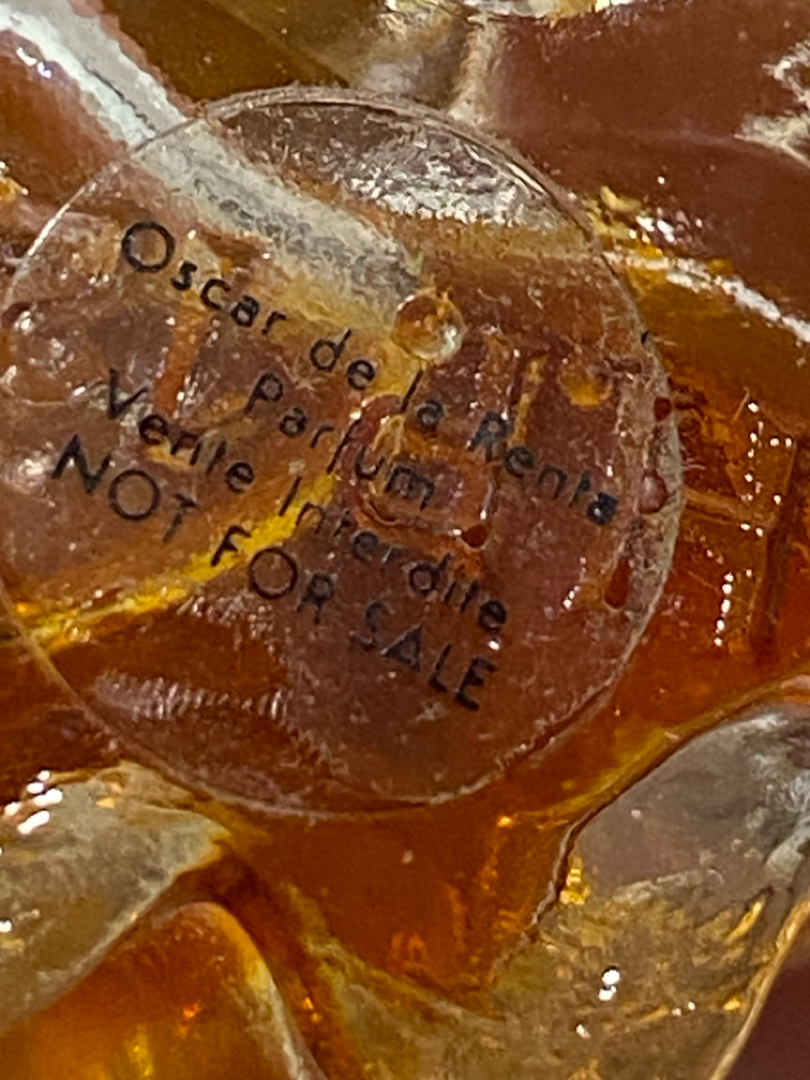 Oscar de la Renta
Parfum
Vente Interdite
NOT FOR SALE